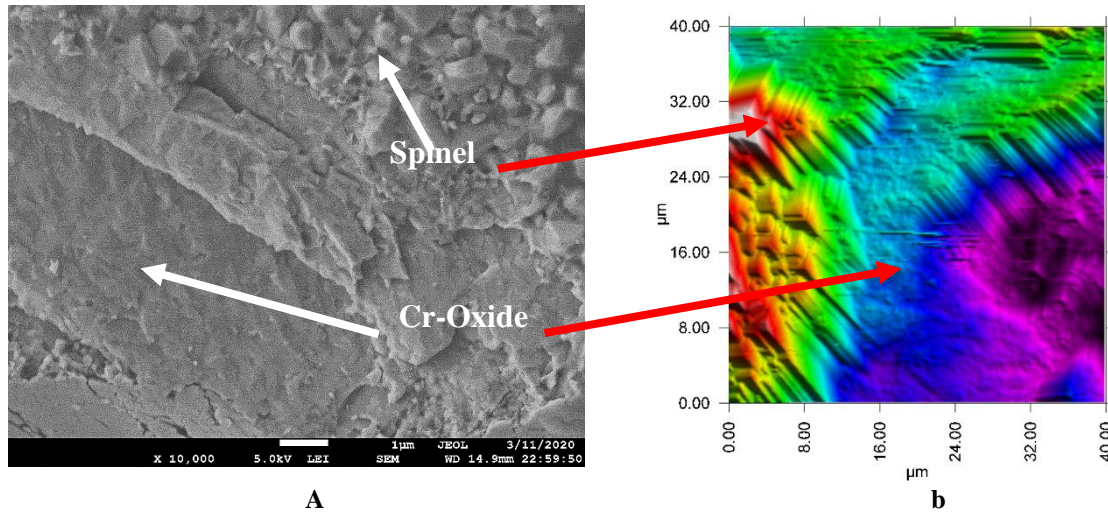 Spinel
Cr-Oxide
1μm JEOL 3/11/2020
X 10,000 5.0kV LEI SEM WD 14.9mm 22:59:50
A
40.00
32.00
24.00
16.00
8.00
0.00
μm
0.00
8.00
16.00
24.00
32.00
40.00
μm
b